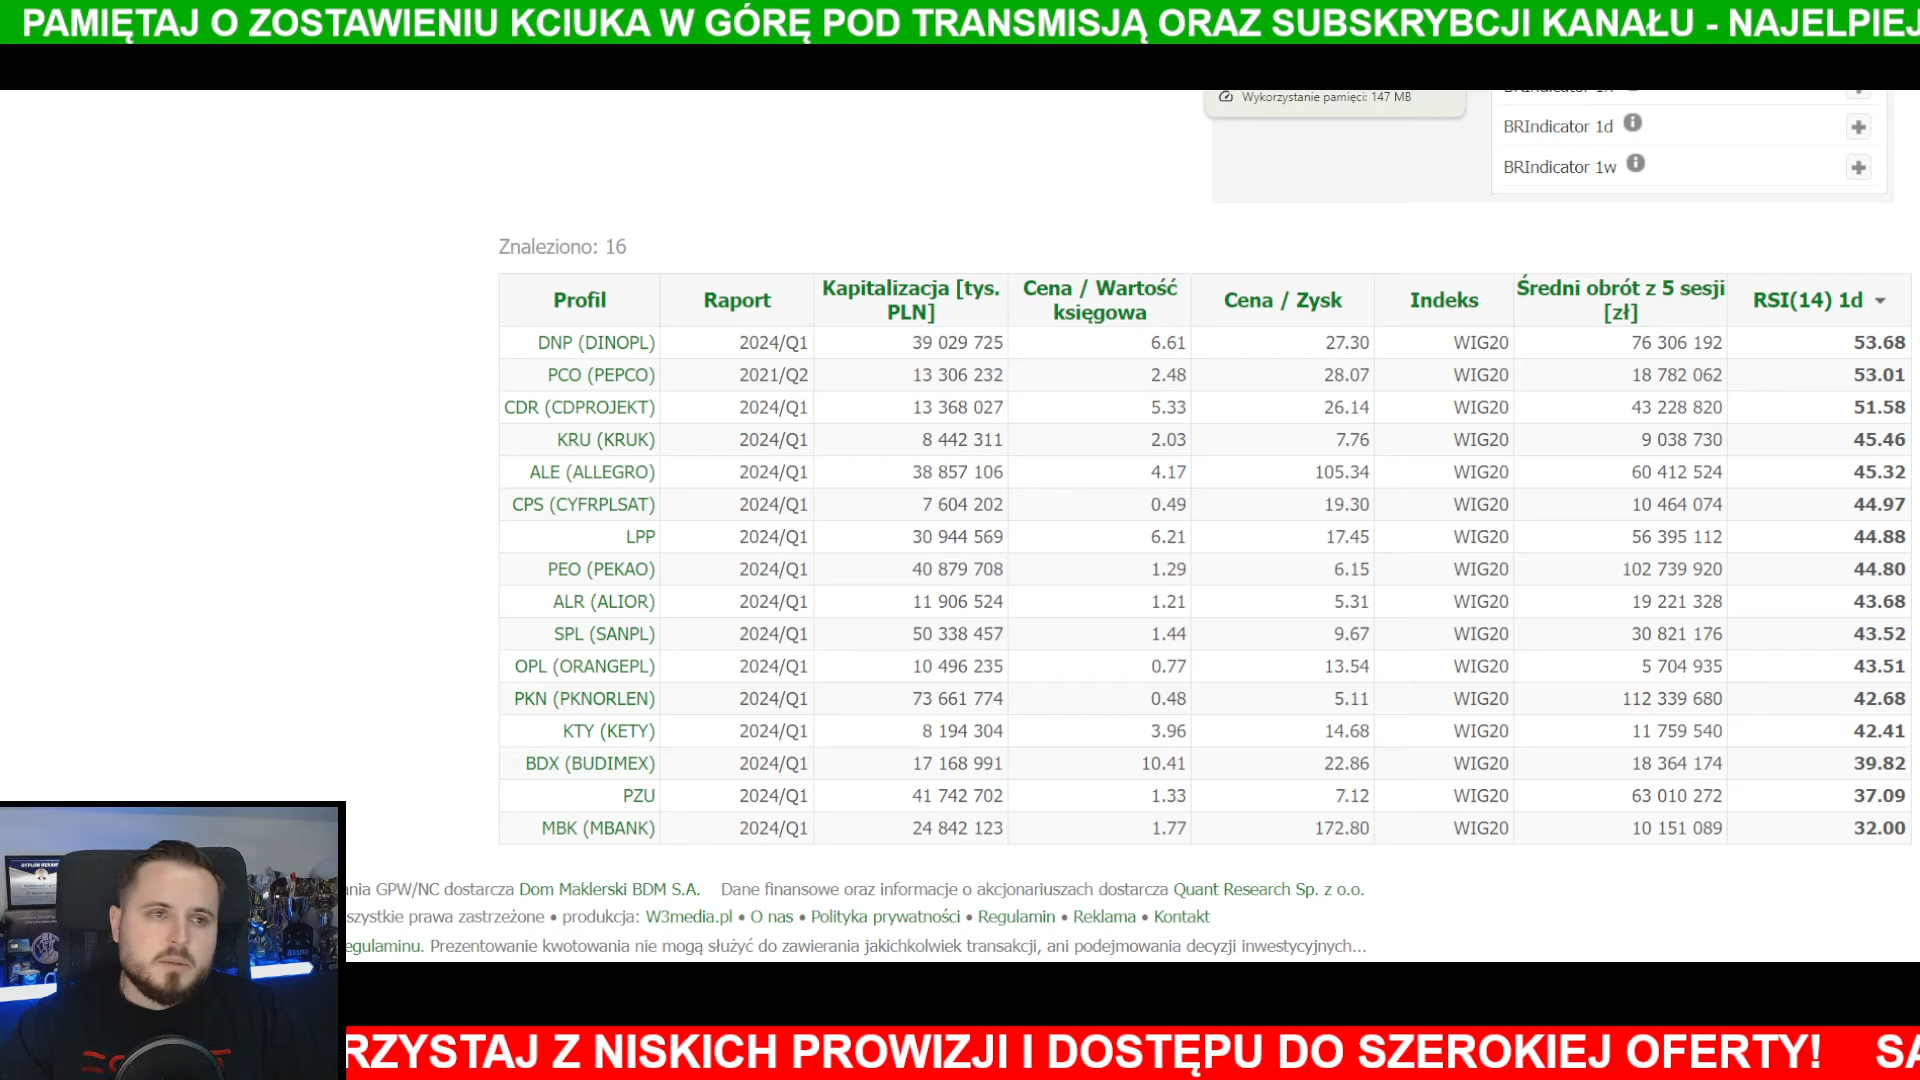 PAMIĘTAJ O ZOSTAWIENIU KCIUKA W GÓRĘ POD TRANSMISJĄ ORAZ SUBSKRYBCJI KANAŁU - NAJELPIEJ
Wykorzystanie pamięci: 147 MB
BRIndicator 1d
BRIndicator 1w
Znaleziono: 16
Profil Raport Kapitalizacja [tys. PLN] Cena / Wartość księgowa Cena / Zysk Indeks Średni obrót z 5 sesji [zł] RSI(14) 1d
DNP (DINOPL) 2024/Q1 39 029 725 6.61 27.30 WIG20 76 306 192 53.68
PCO (PEPCO) 2021/Q2 13 306 232 2.48 28.07 WIG20 18 782 062 53.01
CDR (CDPROJEKT) 2024/Q1 13 368 027 5.33 26.14 WIG20 43 228 820 51.58
KRU (KRUK) 2024/Q1 8 442 311 2.03 7.76 WIG20 9 038 730 45.46
ALE (ALLEGRO) 2024/Q1 38 857 106 4.17 105.34 WIG20 60 412 524 45.32
CPS (CYFRPLSAT) 2024/Q1 7 604 202 0.49 19.30 WIG20 10 464 074 44.97
LPP 2024/Q1 30 944 569 6.21 17.45 WIG20 56 395 112 44.88
PEO (PEKAO) 2024/Q1 40 879 708 1.29 6.15 WIG20 102 739 920 44.80
ALR (ALIOR) 2024/Q1 11 906 524 1.21 5.31 WIG20 19 221 328 43.68
SPL (SANPL) 2024/Q1 50 338 457 1.44 9.67 WIG20 30 821 176 43.52
OPL (ORANGEPL) 2024/Q1 10 496 235 0.77 13.54 WIG20 5 704 935 43.51
PKN (PKNORLEN) 2024/Q1 73 661 774 0.48 5.11 WIG20 112 339 680 42.68
KTY (KETY) 2024/Q1 8 194 304 3.96 14.68 WIG20 11 759 540 42.41
BDX (BUDIMEX) 2024/Q1 17 168 991 10.41 22.86 WIG20 18 364 174 39.82
PZU 2024/Q1 41 742 702 1.33 7.12 WIG20 63 010 272 37.09
MBK (MBANK) 2024/Q1 24 842 123 1.77 172.80 WIG20 10 151 089 32.00
ania GPW/NC dostarcza Dom Maklerski BDM S.A. Dane finansowe oraz informacje o akcjonariuszach dostarcza Quant Research Sp. z o.o.
szystkie prawa zastrzeżone • produkcja: W3media.pl • O nas • Polityka prywatności • Regulamin • Reklama • Kontakt
egulaminu. Prezentowanie kwotowania nie mogą służyć do zawierania jakichkolwiek transakcji, ani podejmowania decyzji inwestycyjnych...
RZYSTAJ Z NISKICH PROWIZJI I DOSTĘPU DO SZEROKIEJ OFERTY! SA